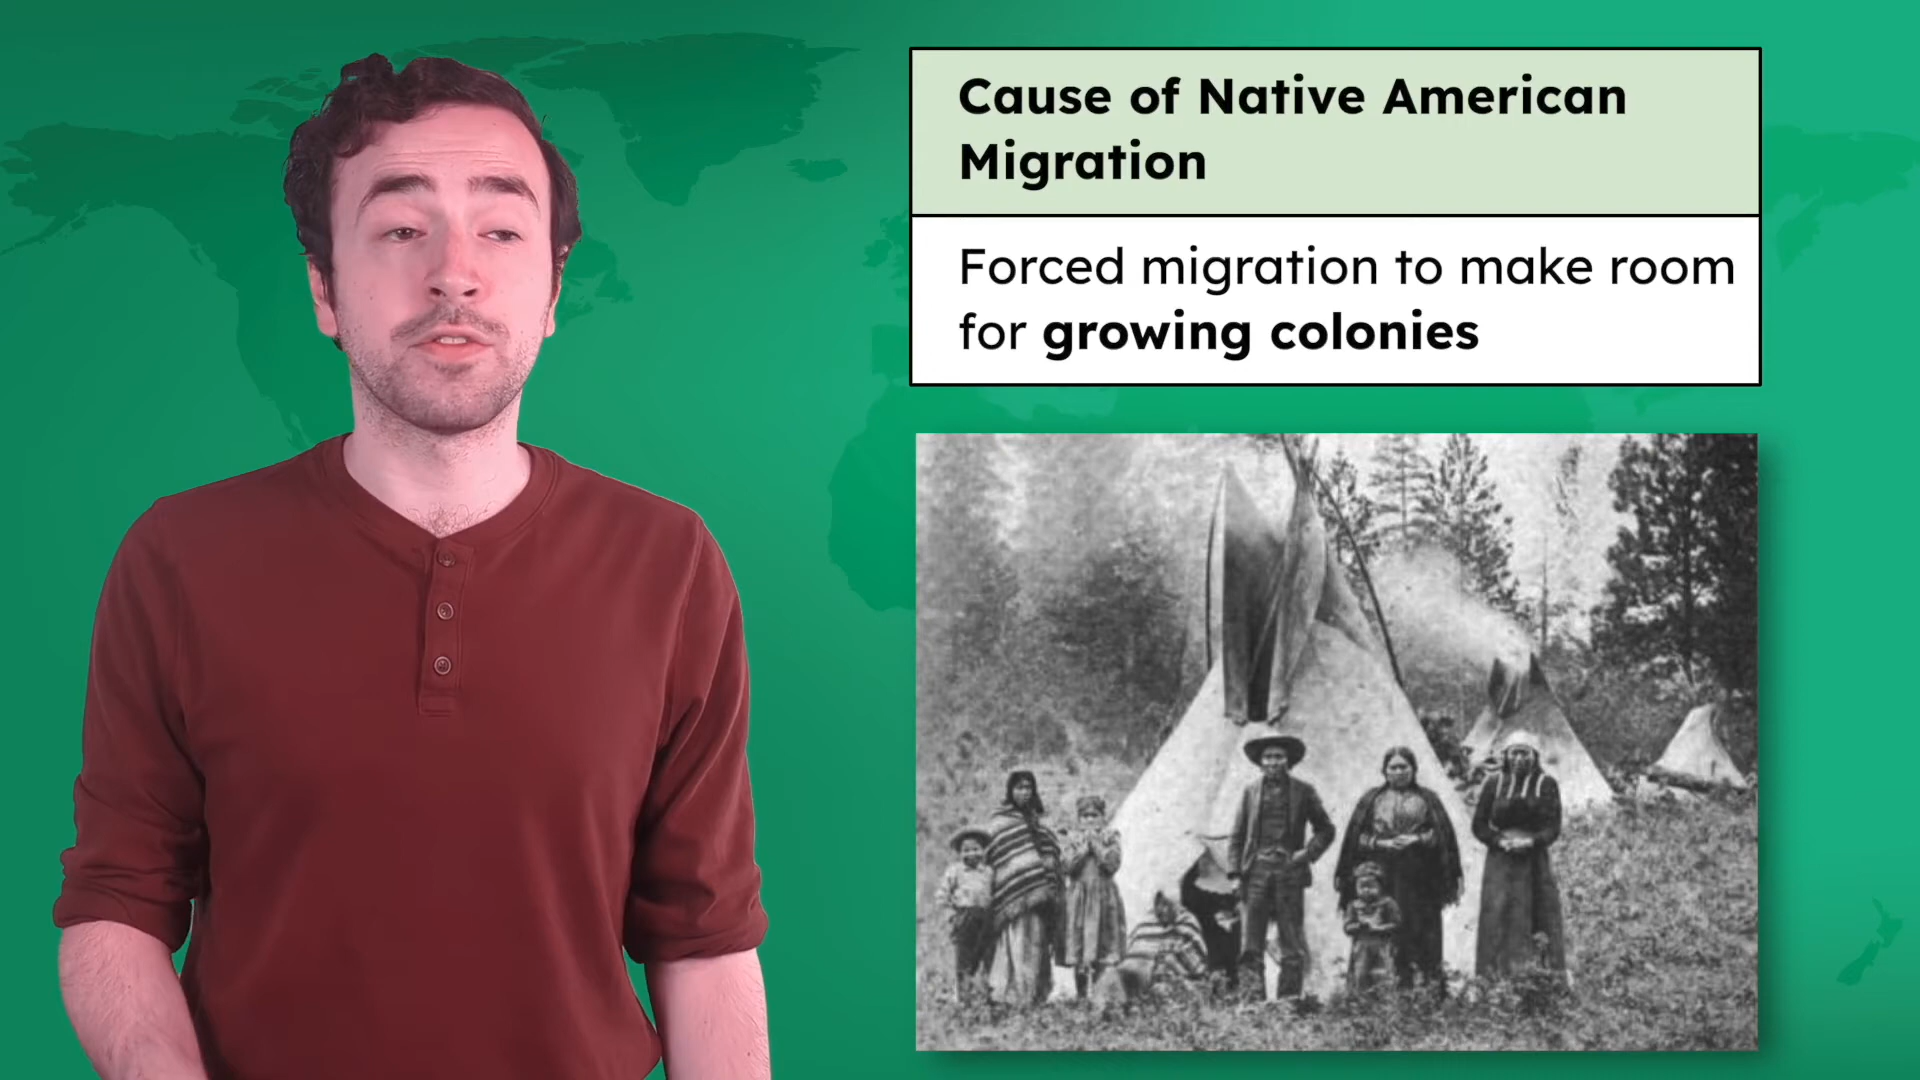 Cause of Native American
Migration
Forced migration to make room
for growing colonies